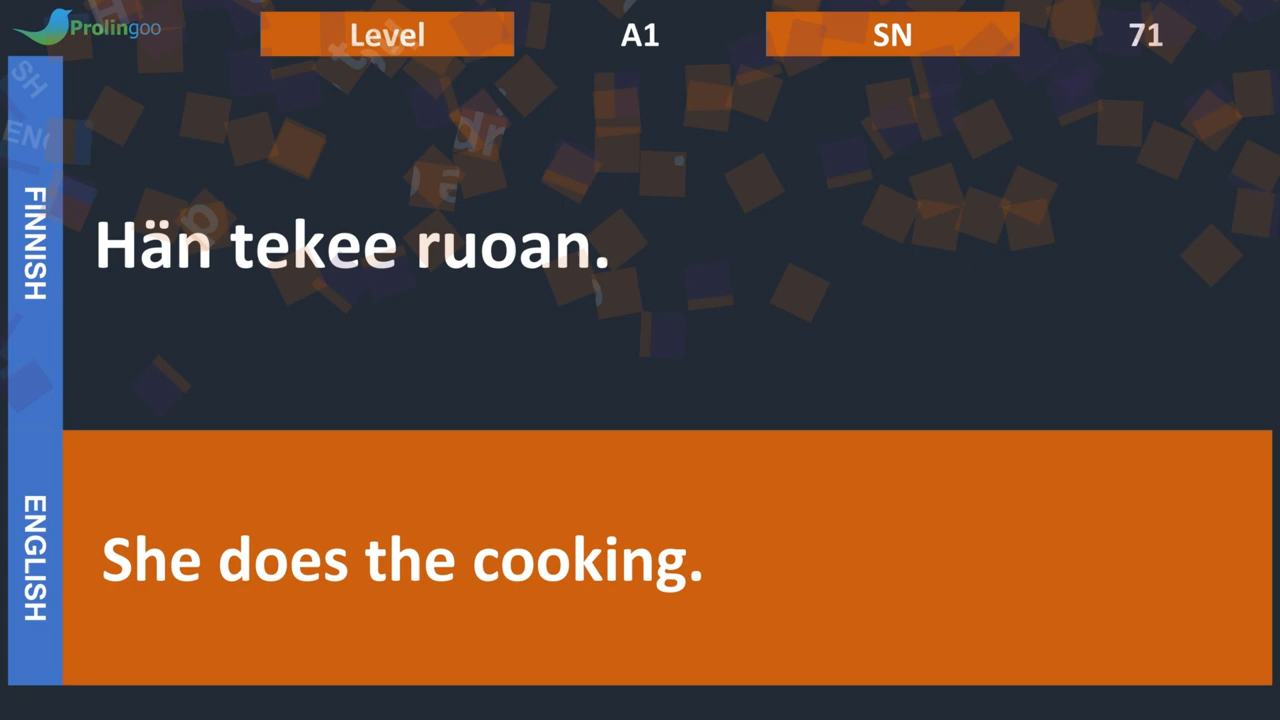 Prolingoo
Level A1 SN 71
FINNISH
Hän tekee ruoan.
ENGLISH
She does the cooking.